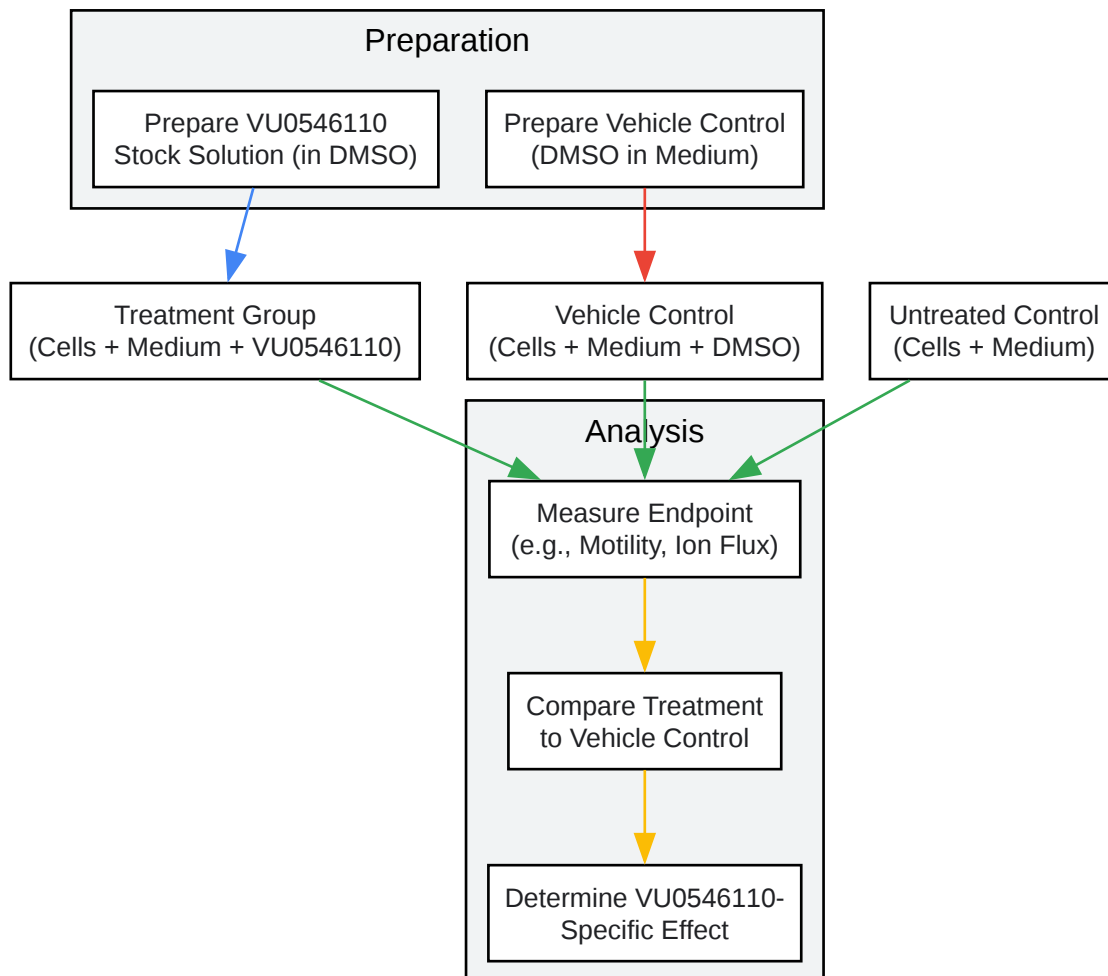 Preparation
Prepare VU0546110
Stock Solution (in DMSO)
Prepare Vehicle Control
(DMSO in Medium)
Treatment Group
(Cells + Medium + VU0546110)
Vehicle Control
(Cells + Medium + DMSO)
Untreated Control
(Cells + Medium)
Analysis
Measure Endpoint
(e.g., Motility, Ion Flux)
Compare Treatment
to Vehicle Control
Determine VU0546110-
Specific Effect